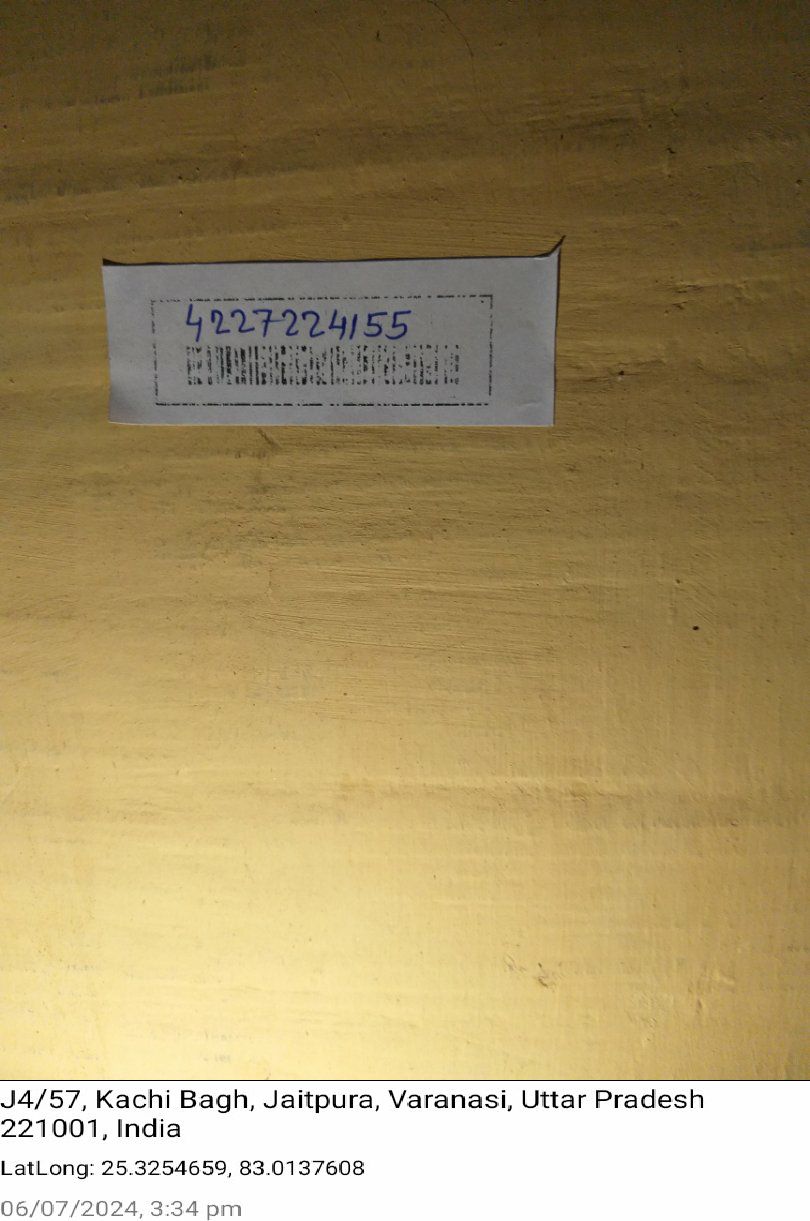 4227224155
J4/57, Kachi Bagh, Jaitpura, Varanasi, Uttar Pradesh
221001, India
LatLong: 25.3254659, 83.0137608
06/07/2024, 3:34 pm